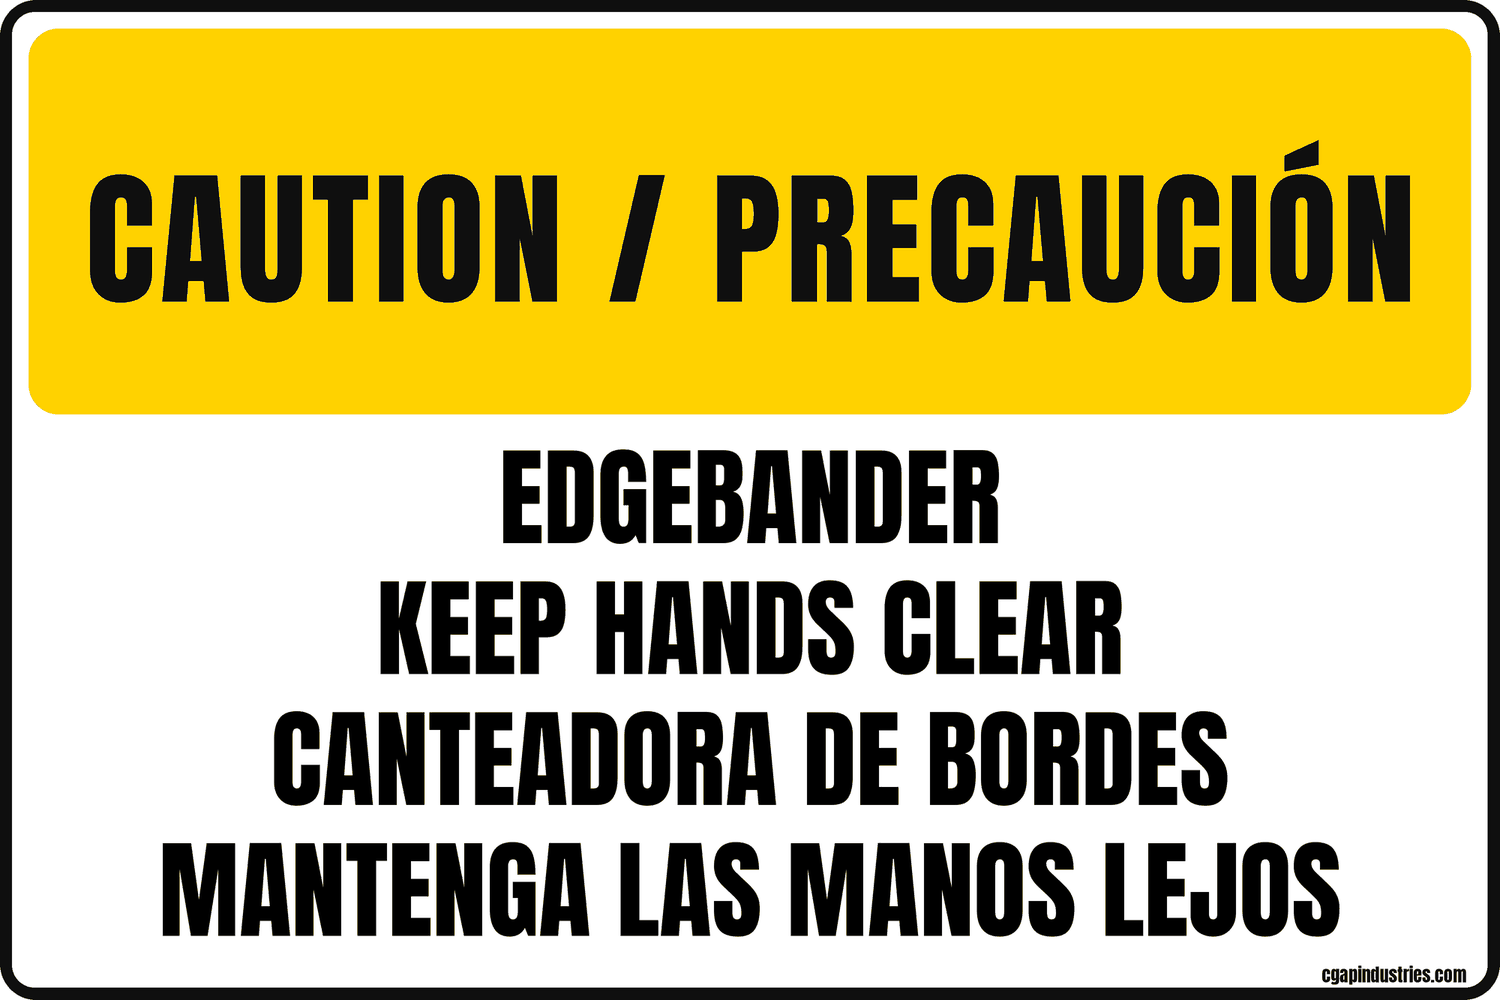 CAUTION / PRECAUCIÓN
EDGEBANDER
KEEP HANDS CLEAR
CANTEADORA DE BORDES
MANTENGA LAS MANOS LEJOS
cgapindustries.com